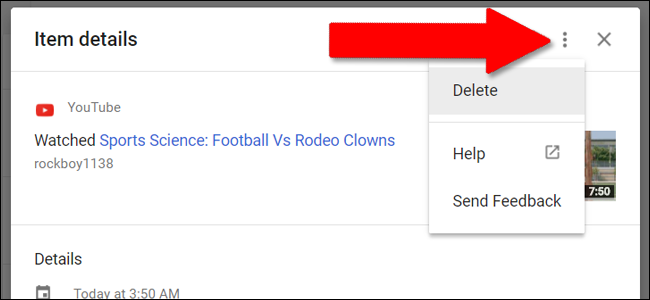 Item details
Delete
YouTube
Watched Sports Science: Football Vs Rodeo Clowns
rockboy1138
Help
7:50
Send Feedback
Details
Today at 3:50 AM